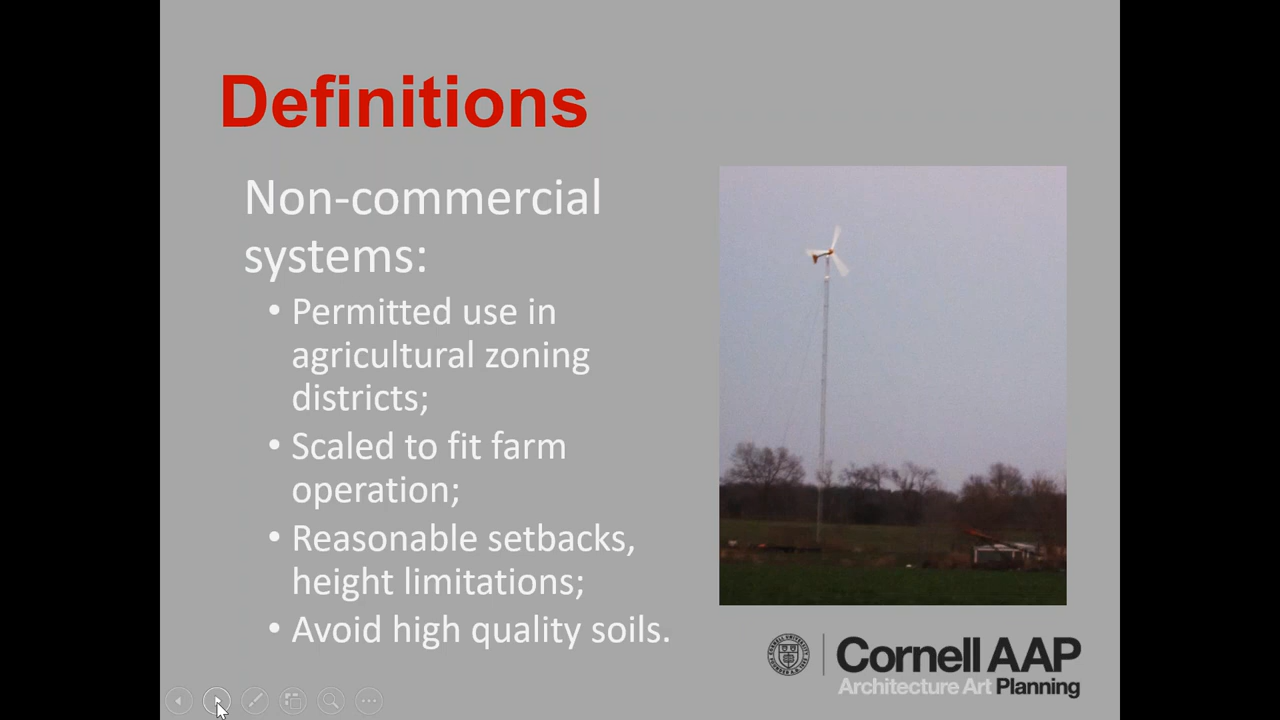 Definitions
Non-commercial
systems:
• Permitted use in
agricultural zoning
districts;
• Scaled to fit farm
operation;
• Reasonable setbacks,
height limitations;
• Avoid high quality soils.
Cornell AAP
Architecture Art Planning